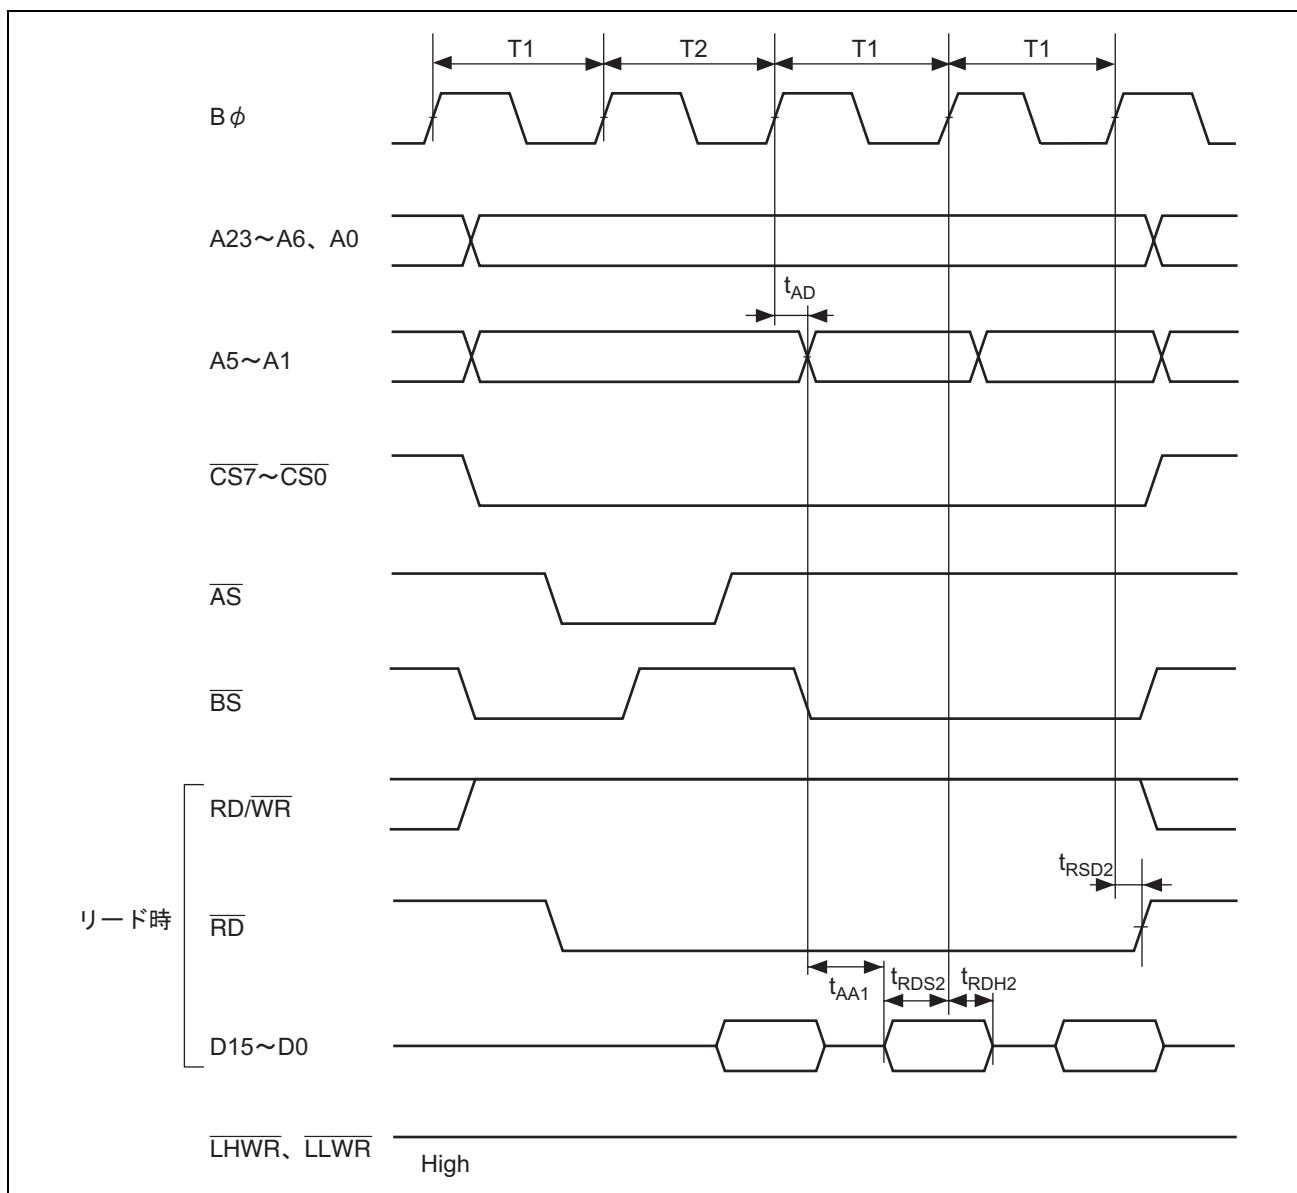 T1 T2 T1 T1
Bφ
A23〜A6、A0
tAD
A5〜A1
CS7〜CS0
AS
BS
RD/WR
tRSD2
リード時
RD
tAA1 tRDS2 tRDH2
D15〜D0
LHWR、LLWR
High